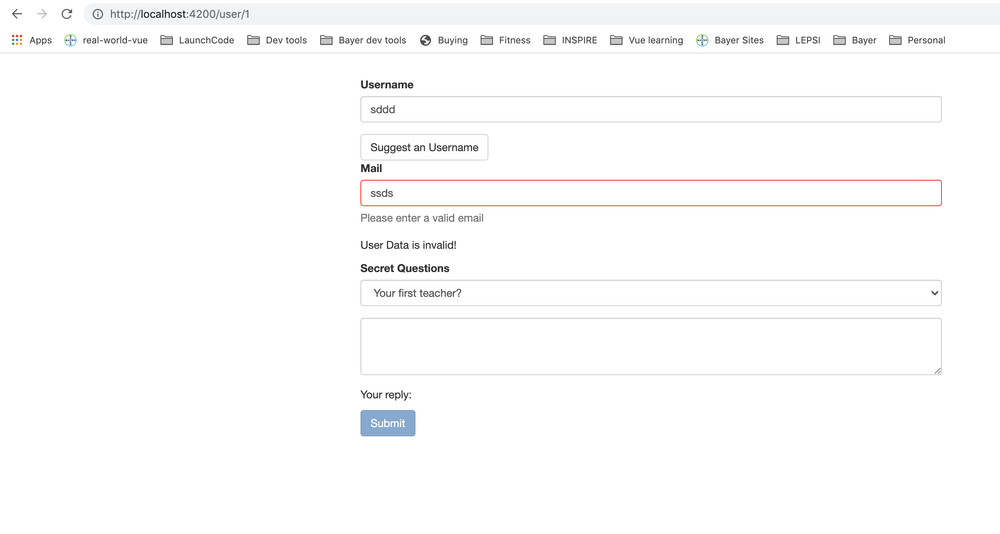 http://localhost:4200/user/1
Apps real-world-vue LaunchCode Dev tools Bayer dev tools Buying Fitness INSPIRE Vue learning Bayer Sites LEPSI Bayer Personal
Username
sddd
Suggest an Username
Mail
ssds
Please enter a valid email
User Data is invalid!
Secret Questions
Your first teacher?
Your reply:
Submit